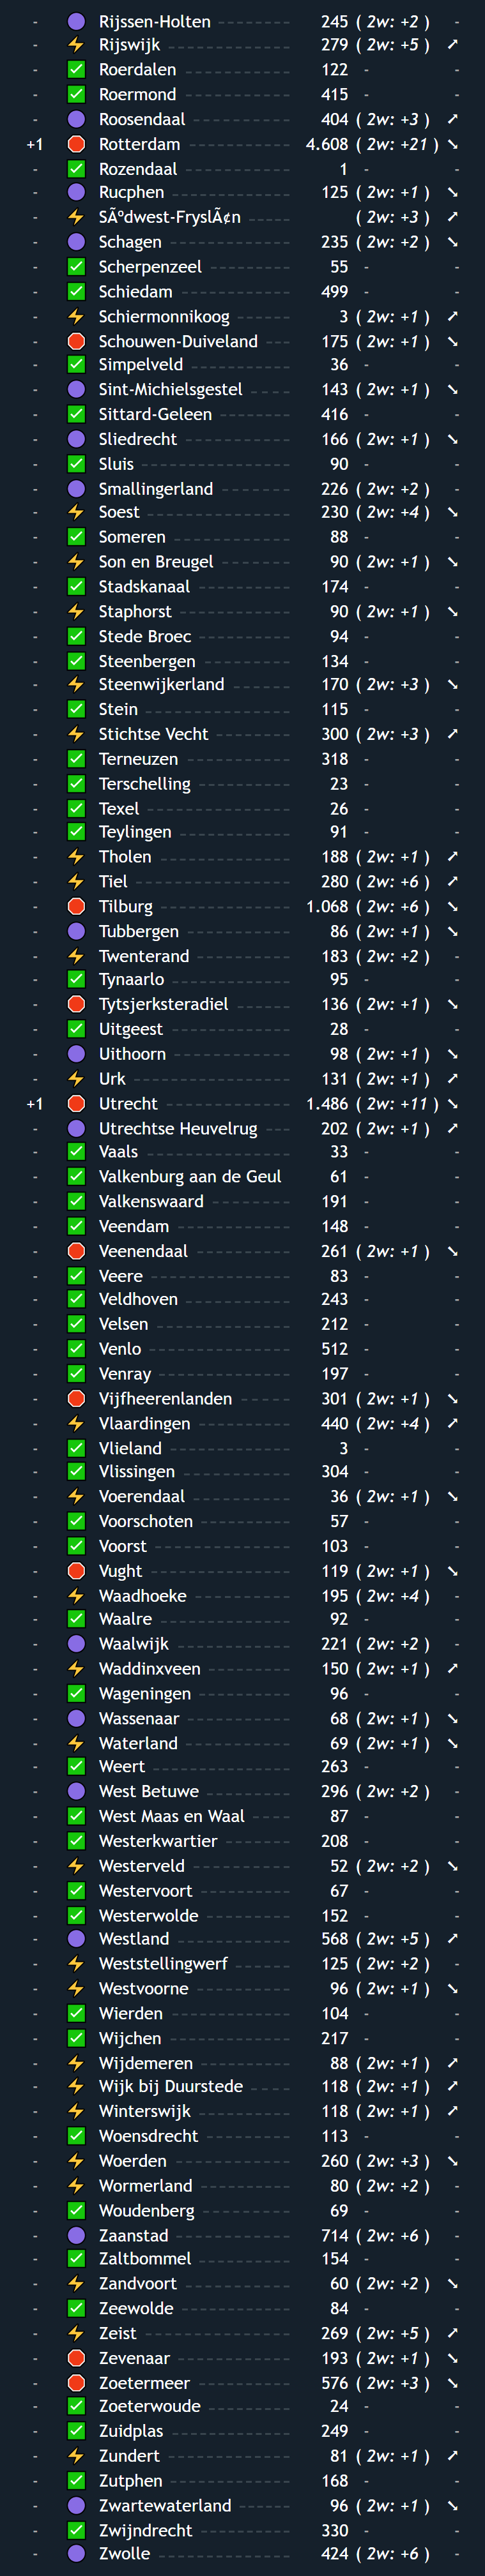 - Rijssen-Holten 245 ( 2w: +2 ) -
- Rijswijk 279 ( 2w: +5 ) ➚
- Roerdalen 122 - -
- Roermond 415 - -
- Roosendaal 404 ( 2w: +3 ) ➚
+1 Rotterdam 4.608 ( 2w: +21 ) ➘
- Rozendaal 1 - -
- Rucphen 125 ( 2w: +1 ) ➘
- SÃºdwest-FryslÃ¢n ( 2w: +3 ) ➚
- Schagen 235 ( 2w: +2 ) ➘
- Scherpenzeel 55 - -
- Schiedam 499 - -
- Schiermonnikoog 3 ( 2w: +1 ) ➚
- Schouwen-Duiveland 175 ( 2w: +1 ) ➘
- Simpelveld 36 - -
- Sint-Michielsgestel 143 ( 2w: +1 ) ➘
- Sittard-Geleen 416 - -
- Sliedrecht 166 ( 2w: +1 ) ➘
- Sluis 90 - -
- Smallingerland 226 ( 2w: +2 ) -
- Soest 230 ( 2w: +4 ) ➘
- Someren 88 - -
- Son en Breugel 90 ( 2w: +1 ) ➘
- Stadskanaal 174 - -
- Staphorst 90 ( 2w: +1 ) ➘
- Stede Broec 94 - -
- Steenbergen 134 - -
- Steenwijkerland 170 ( 2w: +3 ) ➘
- Stein 115 - -
- Stichtse Vecht 300 ( 2w: +3 ) ➚
- Terneuzen 318 - -
- Terschelling 23 - -
- Texel 26 - -
- Teylingen 91 - -
- Tholen 188 ( 2w: +1 ) ➚
- Tiel 280 ( 2w: +6 ) ➚
- Tilburg 1.068 ( 2w: +6 ) ➘
- Tubbergen 86 ( 2w: +1 ) ➘
- Twenterand 183 ( 2w: +2 ) -
- Tynaarlo 95 - -
- Tytsjerksteradiel 136 ( 2w: +1 ) ➘
- Uitgeest 28 - -
- Uithoorn 98 ( 2w: +1 ) ➘
- Urk 131 ( 2w: +1 ) ➚
+1 Utrecht 1.486 ( 2w: +11 ) ➘
- Utrechtse Heuvelrug 202 ( 2w: +1 ) ➚
- Vaals 33 - -
- Valkenburg aan de Geul 61 - -
- Valkenswaard 191 - -
- Veendam 148 - -
- Veenendaal 261 ( 2w: +1 ) ➘
- Veere 83 - -
- Veldhoven 243 - -
- Velsen 212 - -
- Venlo 512 - -
- Venray 197 - -
- Vijfheerenlanden 301 ( 2w: +1 ) ➘
- Vlaardingen 440 ( 2w: +4 ) ➚
- Vlieland 3 - -
- Vlissingen 304 - -
- Voerendaal 36 ( 2w: +1 ) ➘
- Voorschoten 57 - -
- Voorst 103 - -
- Vught 119 ( 2w: +1 ) ➘
- Waadhoeke 195 ( 2w: +4 ) -
- Waalre 92 - -
- Waalwijk 221 ( 2w: +2 ) -
- Waddinxveen 150 ( 2w: +1 ) ➚
- Wageningen 96 - -
- Wassenaar 68 ( 2w: +1 ) ➘
- Waterland 69 ( 2w: +1 ) ➘
- Weert 263 - -
- West Betuwe 296 ( 2w: +2 ) -
- West Maas en Waal 87 - -
- Westerkwartier 208 - -
- Westerveld 52 ( 2w: +2 ) ➘
- Westervoort 67 - -
- Westerwolde 152 - -
- Westland 568 ( 2w: +5 ) ➚
- Weststellingwerf 125 ( 2w: +2 ) -
- Westvoorne 96 ( 2w: +1 ) ➘
- Wierden 104 - -
- Wijchen 217 - -
- Wijdemeren 88 ( 2w: +1 ) ➚
- Wijk bij Duurstede 118 ( 2w: +1 ) ➚
- Winterswijk 118 ( 2w: +1 ) ➚
- Woensdrecht 113 - -
- Woerden 260 ( 2w: +3 ) ➘
- Wormerland 80 ( 2w: +2 ) -
- Woudenberg 69 - -
- Zaanstad 714 ( 2w: +6 ) -
- Zaltbommel 154 - -
- Zandvoort 60 ( 2w: +2 ) ➘
- Zeewolde 84 - -
- Zeist 269 ( 2w: +5 ) ➚
- Zevenaar 193 ( 2w: +1 ) ➘
- Zoetermeer 576 ( 2w: +3 ) ➘
- Zoeterwoude 24 - -
- Zuidplas 249 - -
- Zundert 81 ( 2w: +1 ) ➚
- Zutphen 168 - -
- Zwartewaterland 96 ( 2w: +1 ) ➘
- Zwijndrecht 330 - -
- Zwolle 424 ( 2w: +6 ) -